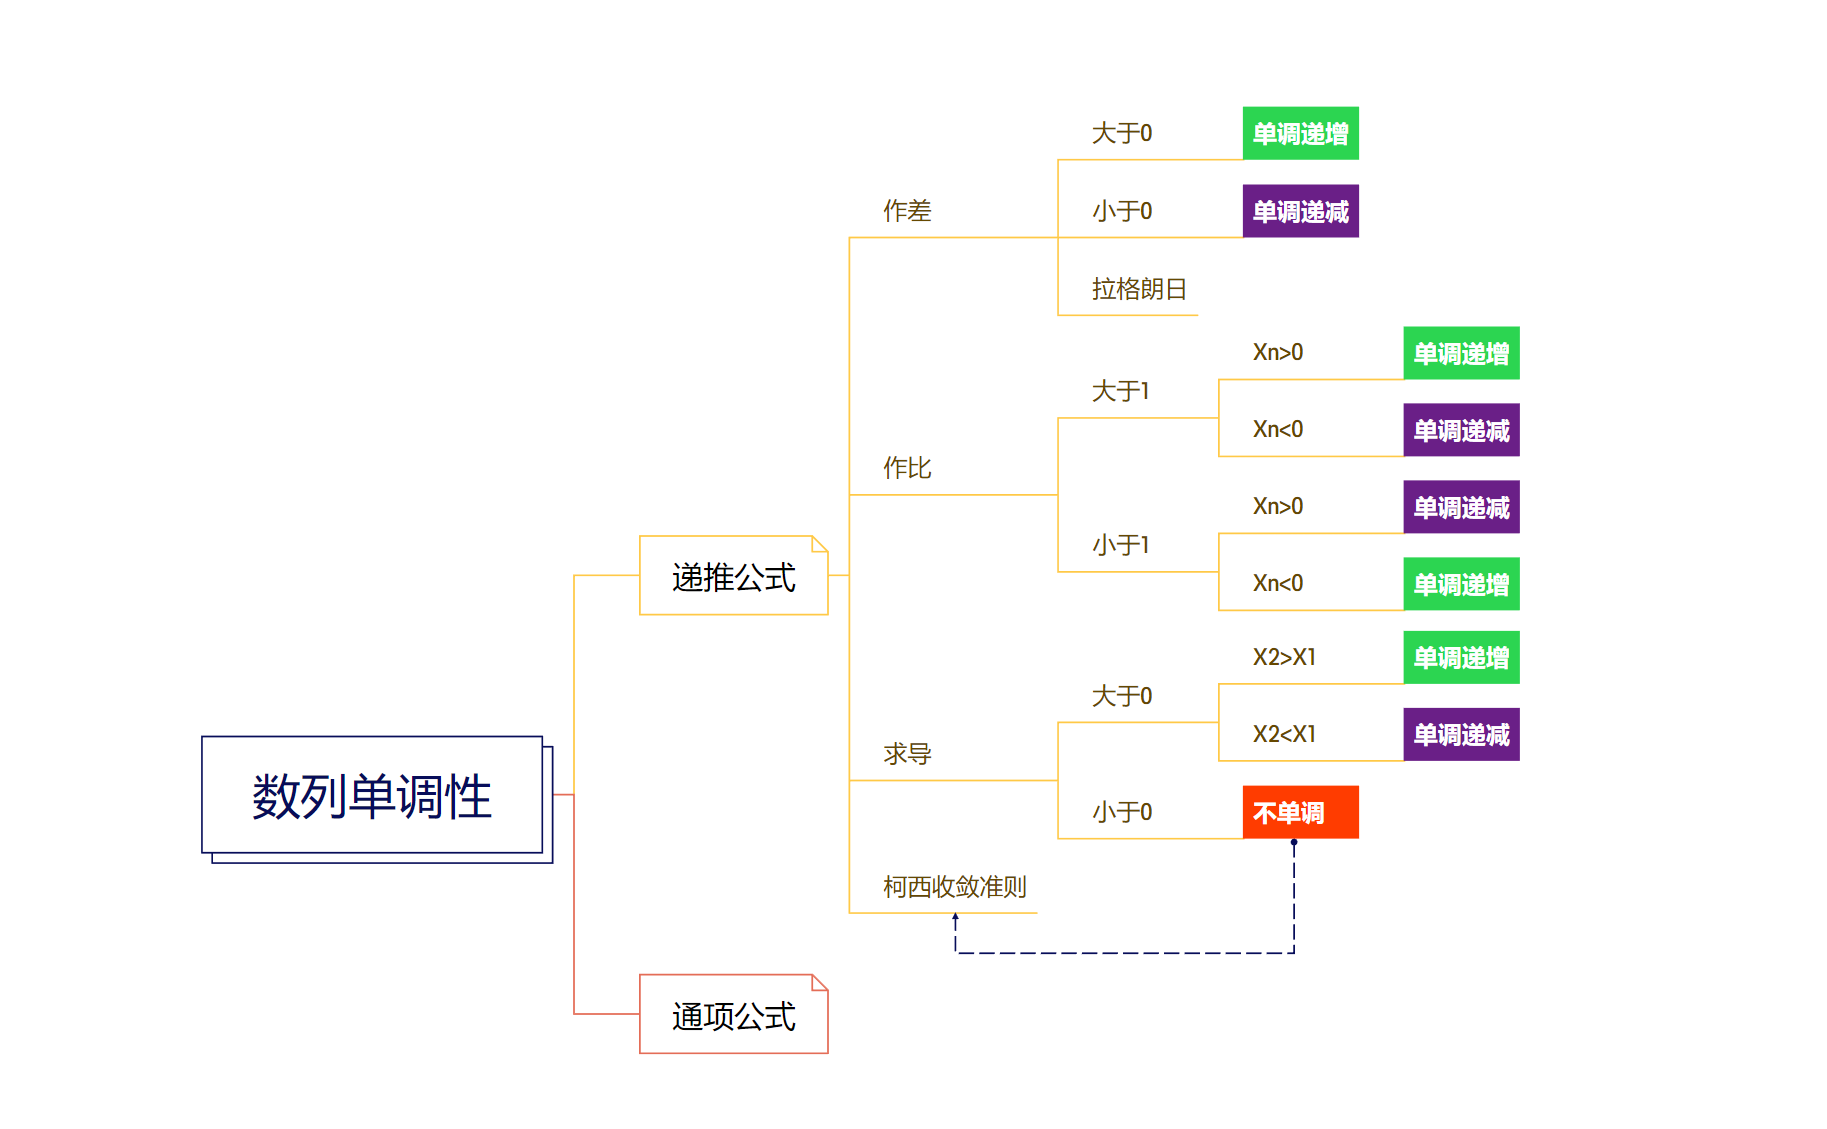 数列单调性
递推公式
作差
大于0
单调递增
小于0
单调递减
拉格朗日
作比
大于1
Xn>0
单调递增
Xn<0
单调递减
小于1
Xn>0
单调递减
Xn<0
单调递增
求导
大于0
X2>X1
单调递增
X2<X1
单调递减
小于0
不单调
柯西收敛准则
通项公式